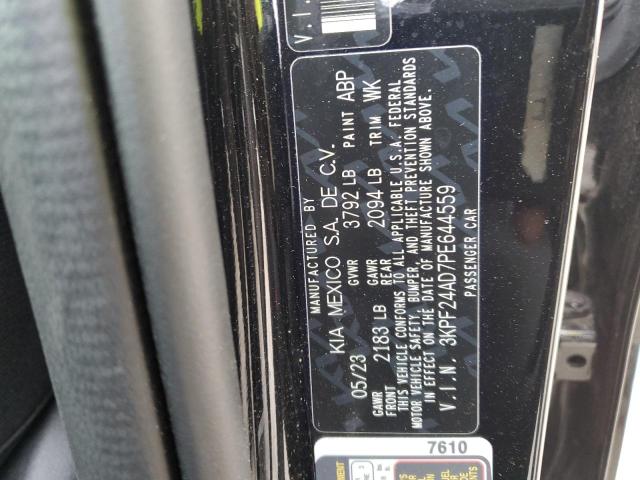 V.I.
MANUFACTURED BY
KIA MEXICO S.A. DE C.V.
05/23 GVWR 3792 LB PAINT ABP
GAWR FRONT 2183 LB GAWR REAR 2094 LB TRIM WK
THIS VEHICLE CONFORMS TO ALL APPLICABLE U.S.A. FEDERAL
MOTOR VEHICLE SAFETY, BUMPER, AND THEFT PREVENTION STANDARDS
IN EFFECT ON THE DATE OF MANUFACTURE SHOWN ABOVE.
V.I.N. 3KPF24AD7PE644559
PASSENGER CAR
7610